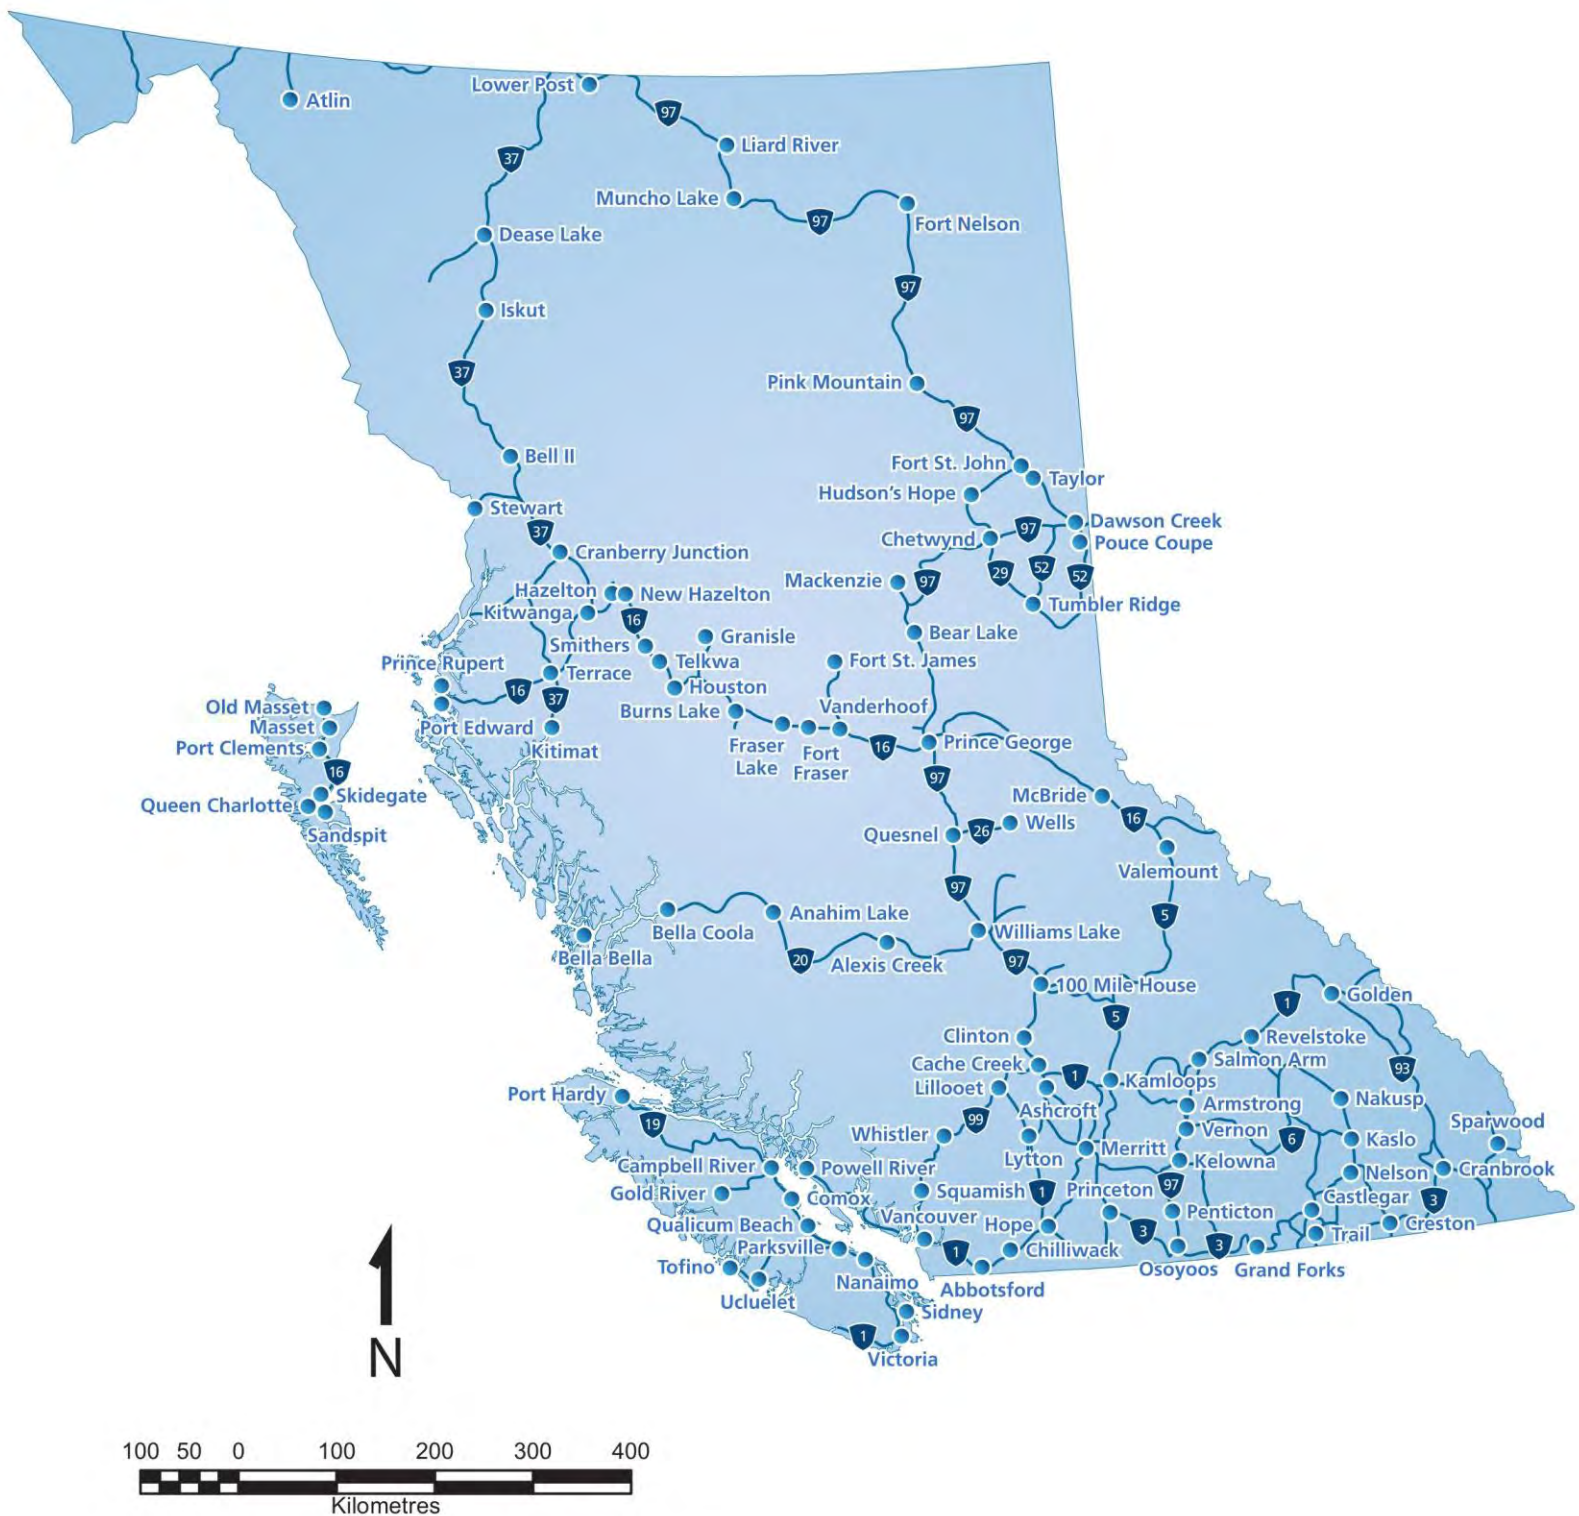 Lower Post
97
Atlin
Liard River
37
Muncho Lake
97
Fort Nelson
Dease Lake
97
Iskut
37
Pink Mountain
97
Bell II
Fort St. John
Taylor
Hudson's Hope
Stewart
Dawson Creek
37
97
Chetwynd
Pouce Coupe
Cranberry Junction
29
52
52
Mackenzie
97
Hazelton
New Hazelton
Tumbler Ridge
Kitwanga
16
Bear Lake
Granisle
Smithers
Telkwa
Fort St. James
Prince Rupert
Terrace
Houston
16
37
Old Masset
Burns Lake
Vanderhoof
Masset
Port Edward
Port Clements
Kitimat
Fraser
Lake
Fort
Fraser
16
Prince George
16
97
Skidegate
McBride
Queen Charlotte
16
Sandspit
Quesnel
26
Wells
Valemount
97
5
Anahim Lake
Bella Coola
Williams Lake
Bella Bella
20
Alexis Creek
97
100 Mile House
Golden
1
5
Clinton
Revelstoke
Cache Creek
Salmon Arm
93
Lillooet
1
Kamloops
Port Hardy
Ashcroft
Armstrong
Nakusp
19
99
Sparwood
Whistler
Vernon
6
Kaslo
Lytton
Merritt
Campbell River
Powell River
Kelowna
Nelson
Cranbrook
Gold River
Comox
Squamish
1
Princeton
97
Castlegar
3
Qualicum Beach
Vancouver
Hope
Penticton
Creston
Parksville
1
Chilliwack
3
3
Trail
Tofino
Nanaimo
Abbotsford
Osoyoos
Grand Forks
Ucluelet
Sidney
1
Victoria
N
100 50 0 100 200 300 400
Kilometres